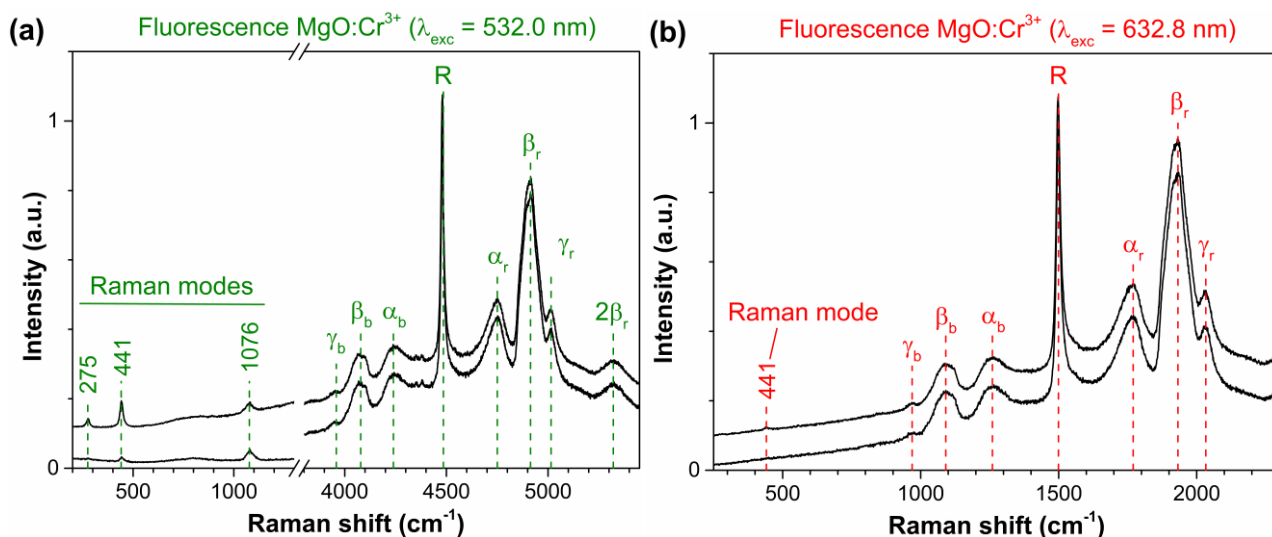 (a) Fluorescence MgO:Cr³⁺ (λexc = 532.0 nm)
R
βr
αr
γr
Raman modes
βb
αb
γb
2βr
275
441
1076
1
0
Intensity (a.u.)
500
1000
4000
4500
5000
Raman shift (cm⁻¹)
(b) Fluorescence MgO:Cr³⁺ (λexc = 632.8 nm)
R
βr
αr
γr
Raman mode
βb
αb
γb
441
1
0
Intensity (a.u.)
500
1000
1500
2000
Raman shift (cm⁻¹)